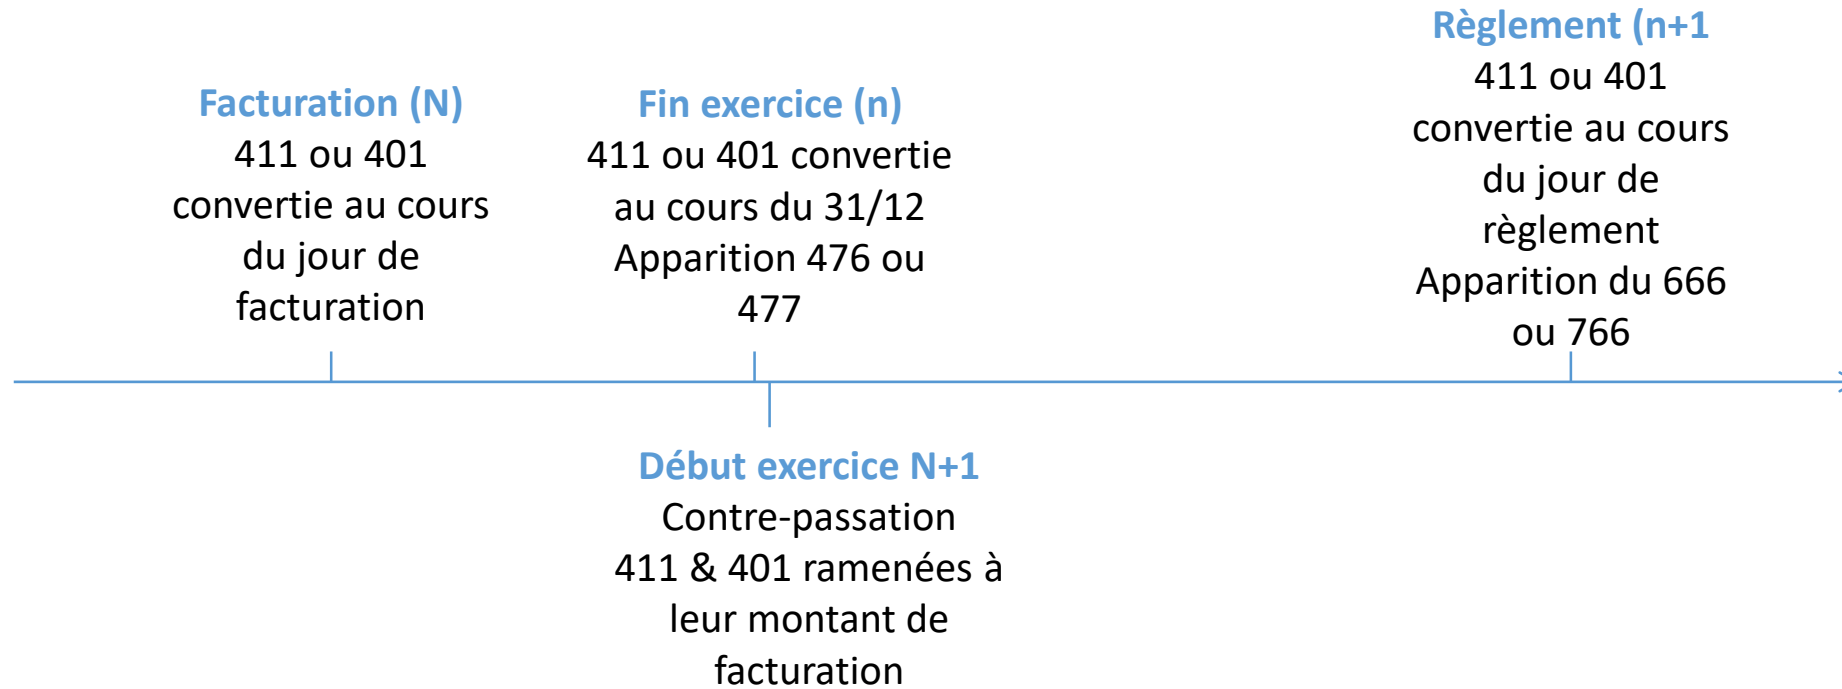 Facturation (N)
411 ou 401
convertie au cours
du jour de
facturation
Fin exercice (n)
411 ou 401 convertie
au cours du 31/12
Apparition 476 ou
477
Règlement (n+1
411 ou 401
convertie au cours
du jour de
règlement
Apparition du 666
ou 766
Début exercice N+1
Contre-passation
411 & 401 ramenées à
leur montant de
facturation